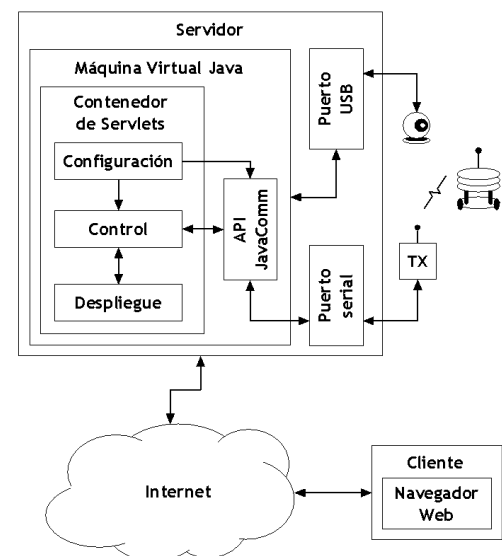 Servidor
Máquina Virtual Java
Contenedor
de Servlets
Configuración
Control
Despliegue
API
JavaComm
Puerto
USB
Puerto
serial
TX
Internet
Cliente
Navegador
Web